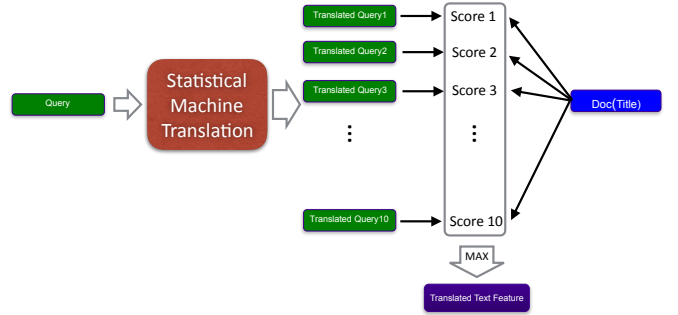 Translated Query1
Score 1
Translated Query2
Score 2
Statistical
Machine
Translation
Translated Query3
Score 3
Query
Doc(Title)
⋮
⋮
Translated Query10
Score 10
MAX
Translated Text Feature